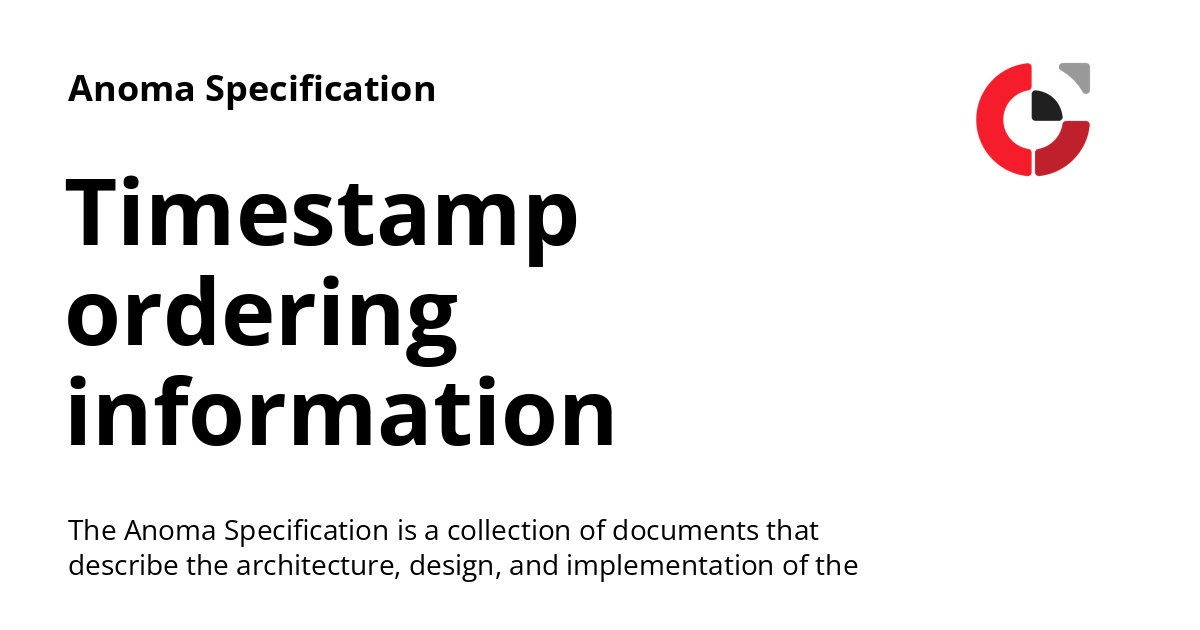 Anoma Specification
Timestamp
ordering
information
The Anoma Specification is a collection of documents that
describe the architecture, design, and implementation of the